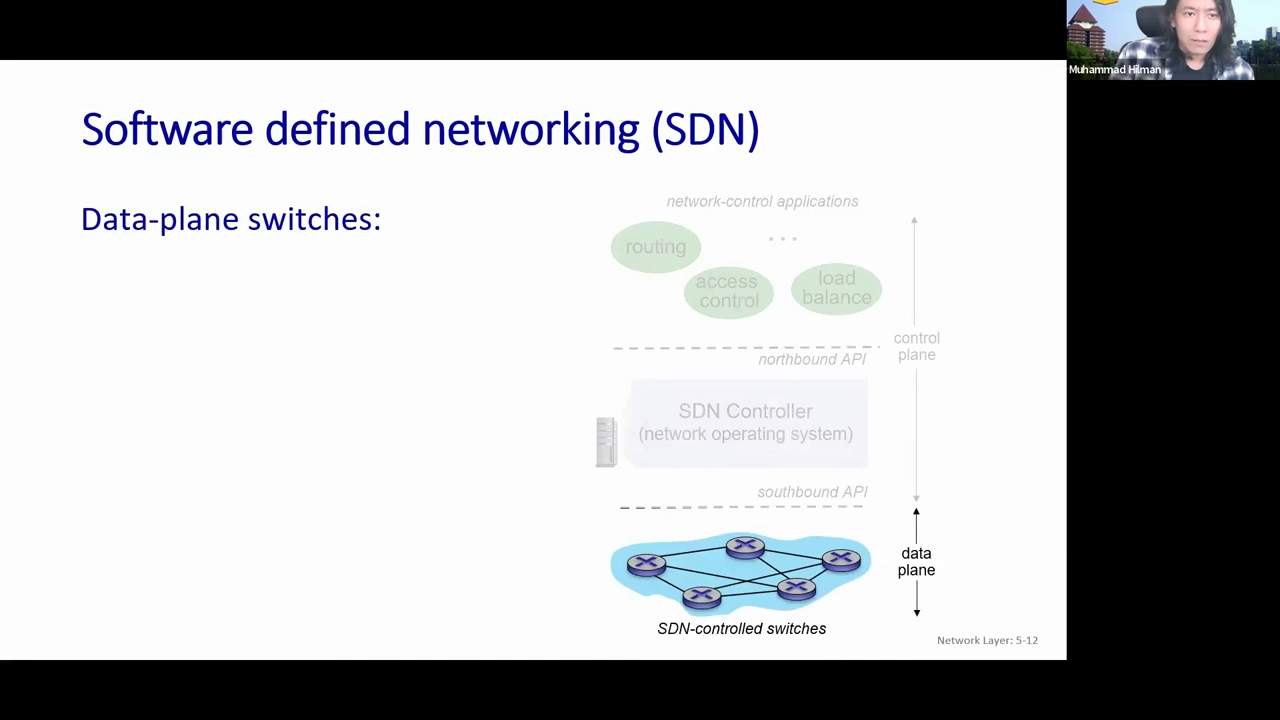 Muhammad Hilman
Software defined networking (SDN)
Data-plane switches:
network-control applications
routing
. . .
access
control
load
balance
control
plane
northbound API
SDN Controller
(network operating system)
southbound API
data
plane
SDN-controlled switches
Network Layer: 5-12